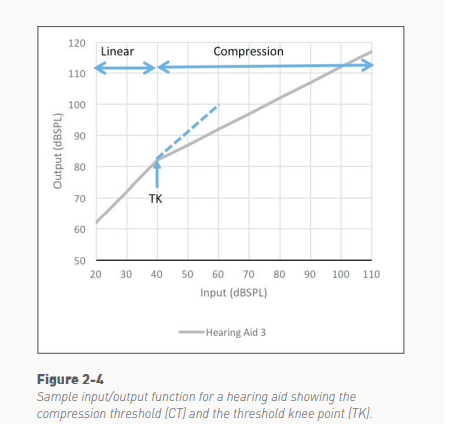 120
Linear
Compression
110
100
90
80
70
TK
60
50
20 30 40 50 60 70 80 90 100 110
Output (dBSPL)
Input (dBSPL)
Hearing Aid 3
Figure 2-4
Sample input/output function for a hearing aid showing the
compression threshold (CT) and the threshold knee point (TK).